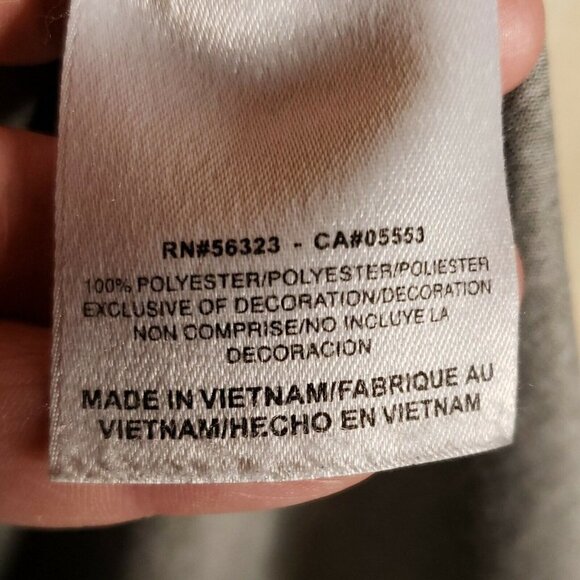 RN#56323 - CA#05553
100% POLYESTER/POLYESTER/POLIESTER
EXCLUSIVE OF DECORATION/DECORATION
NON COMPRISE/NO INCLUYE LA
DECORACION
MADE IN VIETNAM/FABRIQUE AU
VIETNAM/HECHO EN VIETNAM